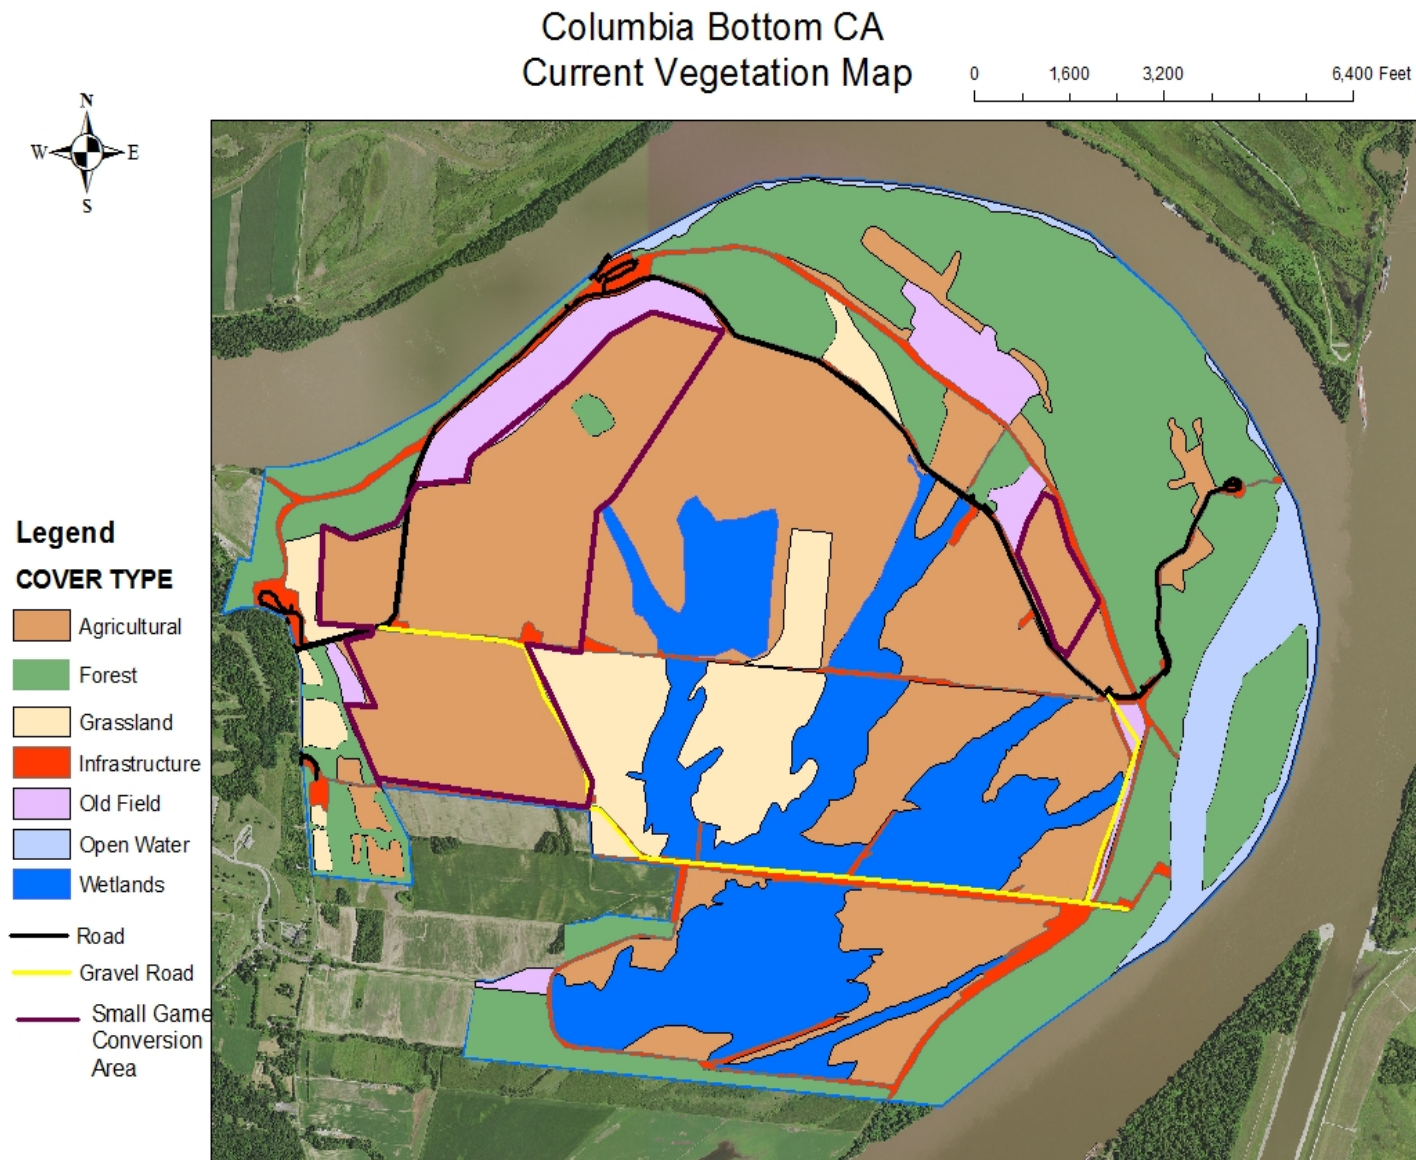 Columbia Bottom CA
Current Vegetation Map
0 1,600 3,200 6,400 Feet
N
W E
S
Legend
COVER TYPE
Agricultural
Forest
Grassland
Infrastructure
Old Field
Open Water
Wetlands
Road
Gravel Road
Small Game
Conversion
Area